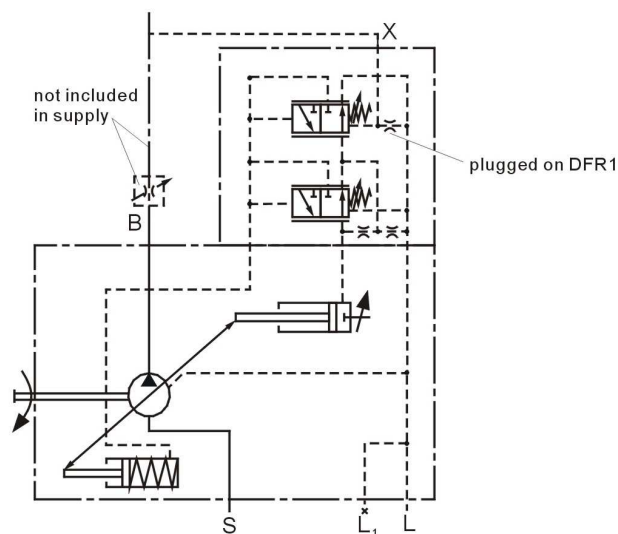 X
not included
in supply
plugged on DFR1
B
S
L₁
L